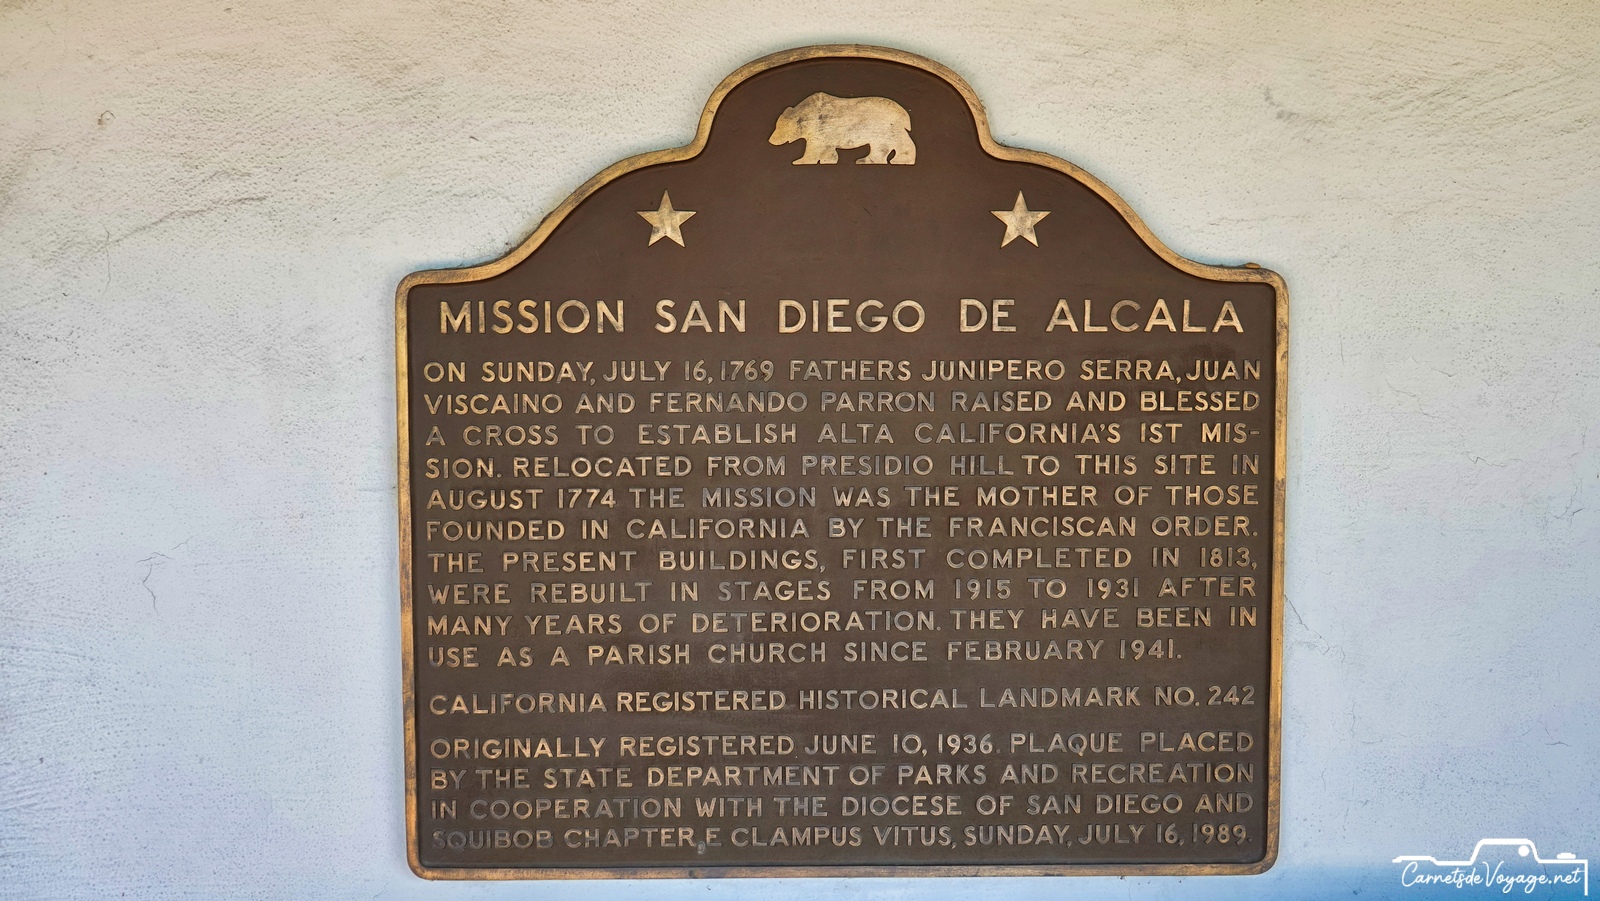 MISSION SAN DIEGO DE ALCALA
ON SUNDAY, JULY 16, 1769 FATHERS JUNIPERO SERRA, JUAN
VISCAINO AND FERNANDO PARRON RAISED AND BLESSED
A CROSS TO ESTABLISH ALTA CALIFORNIA'S 1ST MIS-
SION. RELOCATED FROM PRESIDIO HILL TO THIS SITE IN
AUGUST 1774 THE MISSION WAS THE MOTHER OF THOSE
FOUNDED IN CALIFORNIA BY THE FRANCISCAN ORDER.
THE PRESENT BUILDINGS, FIRST COMPLETED IN 1813,
WERE REBUILT IN STAGES FROM 1915 TO 1931 AFTER
MANY YEARS OF DETERIORATION. THEY HAVE BEEN IN
USE AS A PARISH CHURCH SINCE FEBRUARY 1941.
CALIFORNIA REGISTERED HISTORICAL LANDMARK NO. 242
ORIGINALLY REGISTERED JUNE 10, 1936. PLAQUE PLACED
BY THE STATE DEPARTMENT OF PARKS AND RECREATION
IN COOPERATION WITH THE DIOCESE OF SAN DIEGO AND
SQUIBOB CHAPTER, E CLAMPUS VITUS, SUNDAY, JULY 16, 1989.
CarnetsdeVoyage.net